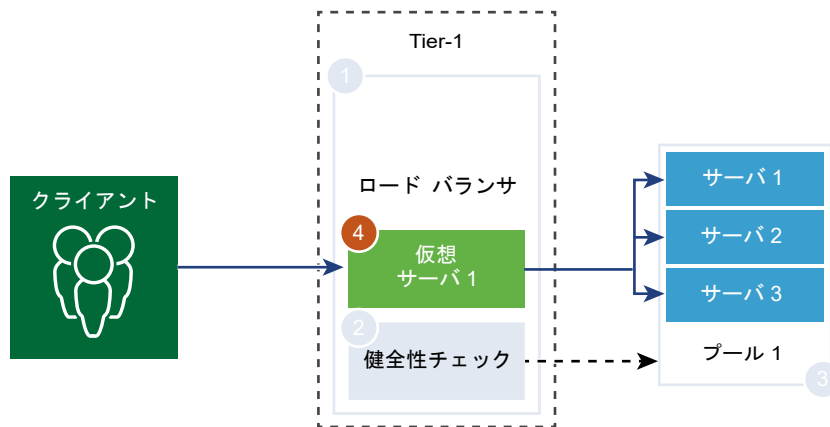 Tier-1
1
ロード バランサ
クライアント
4
仮想
サーバ 1
2
健全性チェック
サーバ 1
サーバ 2
サーバ 3
プール 1
3